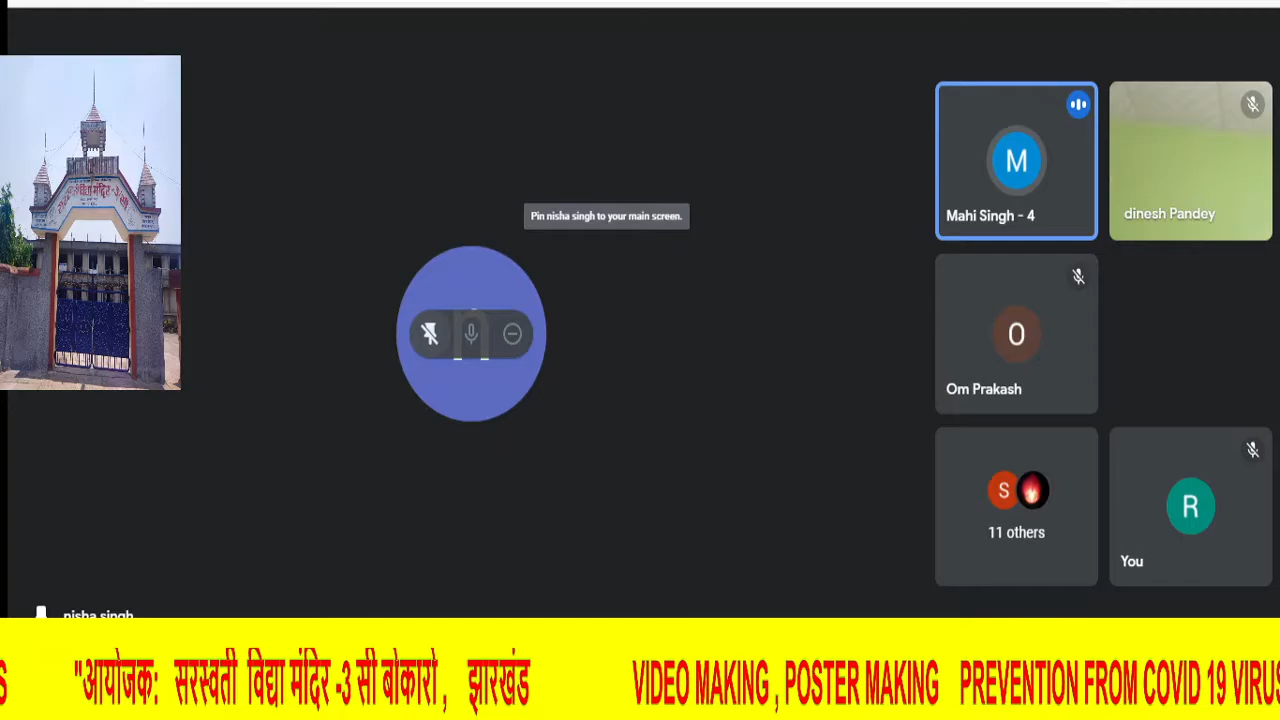 Pin nisha singh to your main screen.
n
M
Mahi Singh - 4
dinesh Pandey
O
Om Prakash
S
11 others
R
You
nisha singh
S "आयोजक: सरस्वती विद्या मंदिर -3 सी बोकारो , झारखंड VIDEO MAKING , POSTER MAKING PREVENTION FROM COVID 19 VIRUS